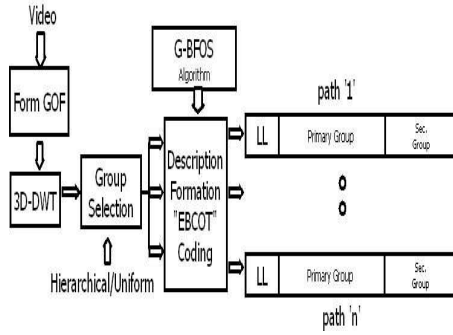 Video
Form GOF
3D-DWT
Group
Selection
Hierarchical/Uniform
G-BFOS
Algorithm
Description
Formation
"EBCOT"
Coding
path '1'
LL
Primary Group
Sec.
Group
LL
Primary Group
Sec.
Group
path 'n'